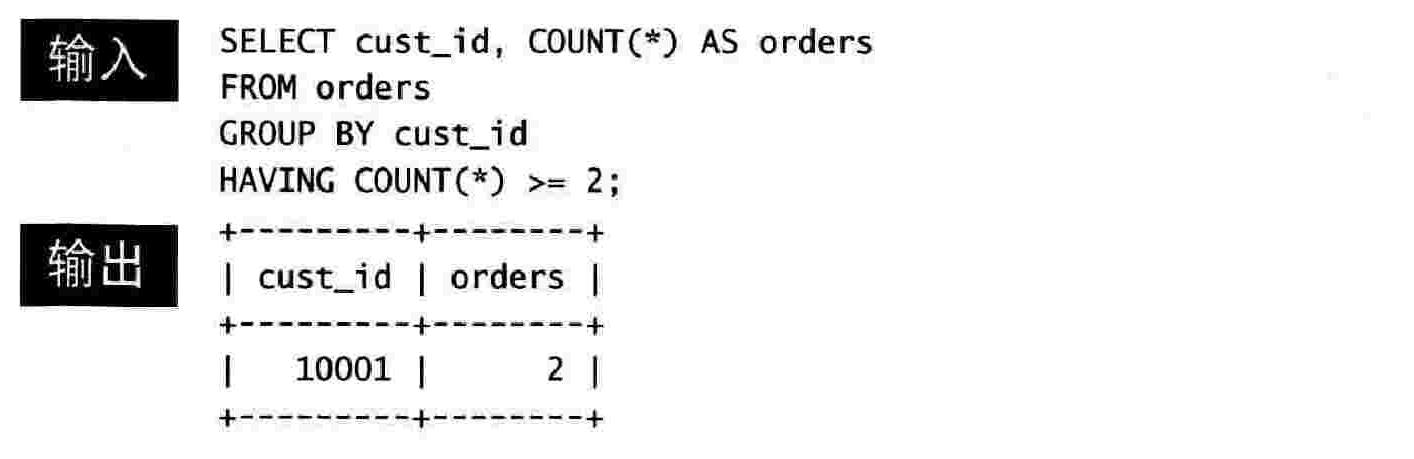 输入
SELECT cust_id, COUNT(*) AS orders
FROM orders
GROUP BY cust_id
HAVING COUNT(*) >= 2;
输出
+---------+--------+
| cust_id | orders |
+---------+--------+
|   10001 |      2 |
+---------+--------+